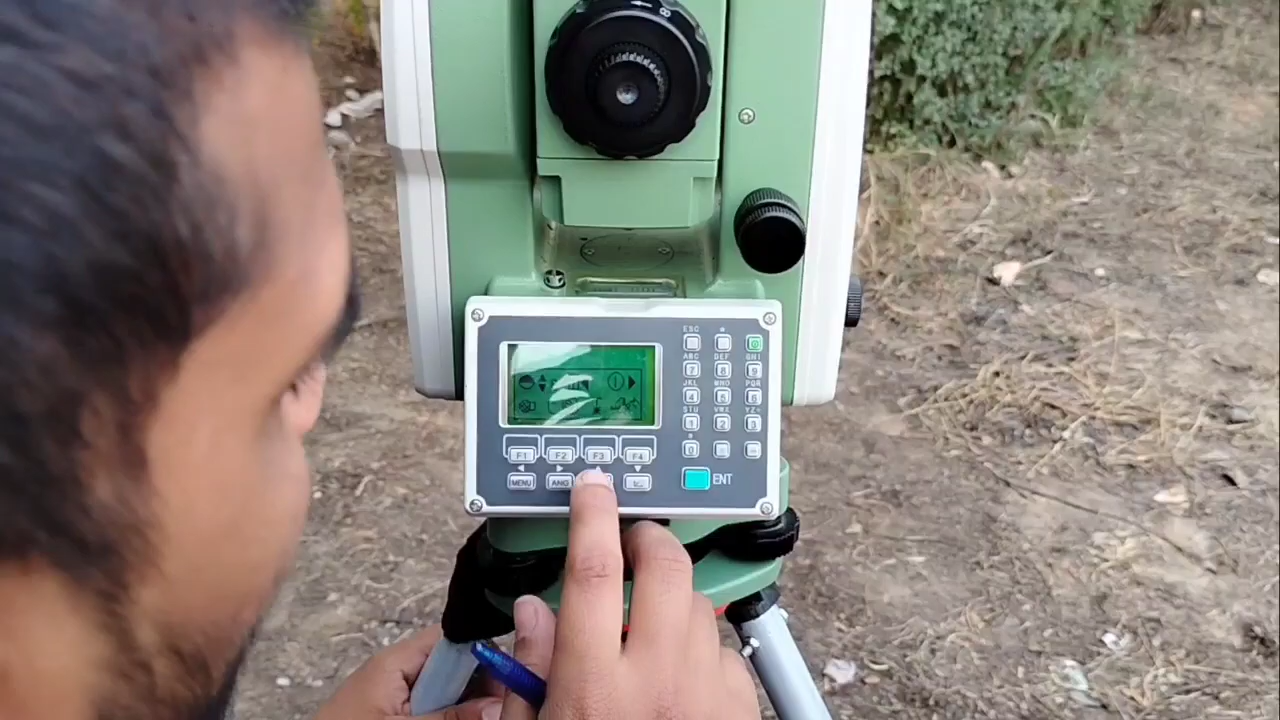 ESC *
ABC DEF GHI
7 8 9
JKL MNO PQR
4 5 6
STU VWX YZ
1 2 3
0
F1 F2 F3 F4
MENU ANG
ENT